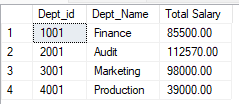 Dept_id Dept_Name Total Salary
1 1001 Finance 85500.00
2 2001 Audit 112570.00
3 3001 Marketing 98000.00
4 4001 Production 39000.00